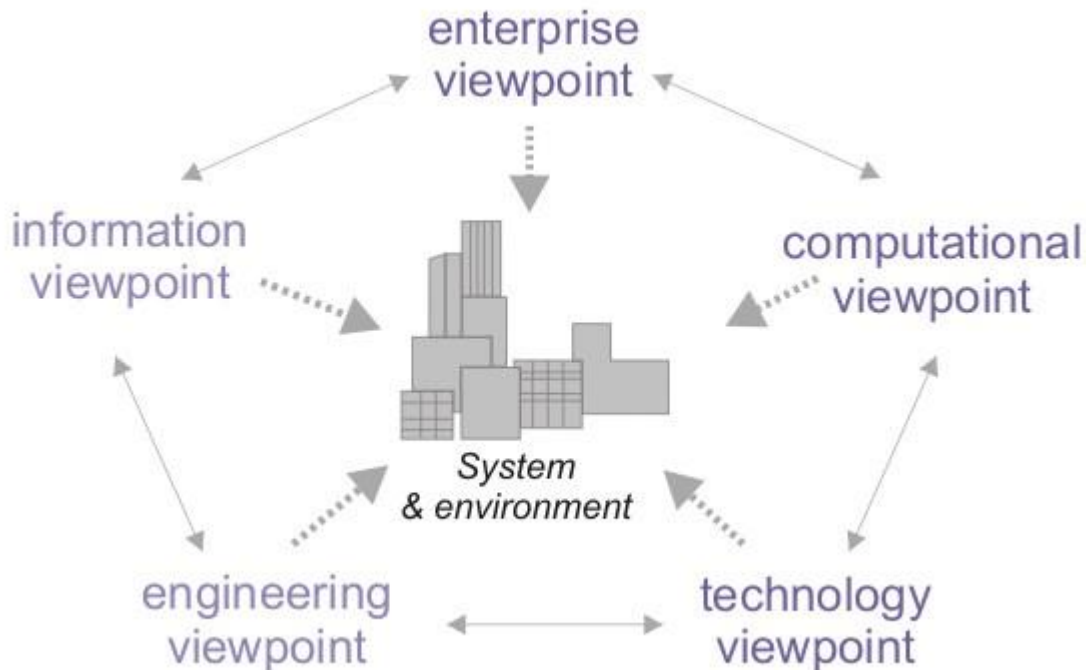 enterprise
viewpoint
information
viewpoint
computational
viewpoint
System
& environment
engineering
viewpoint
technology
viewpoint